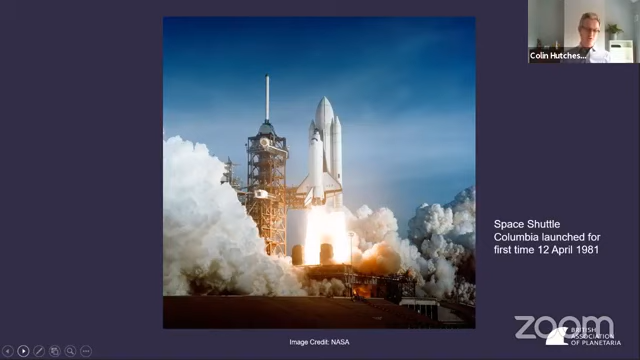 Colin Hutches...
Space Shuttle
Columbia launched for
first time 12 April 1981
Image Credit: NASA
zoom
BRITISH
ASSOCIATION
OF PLANETARIA